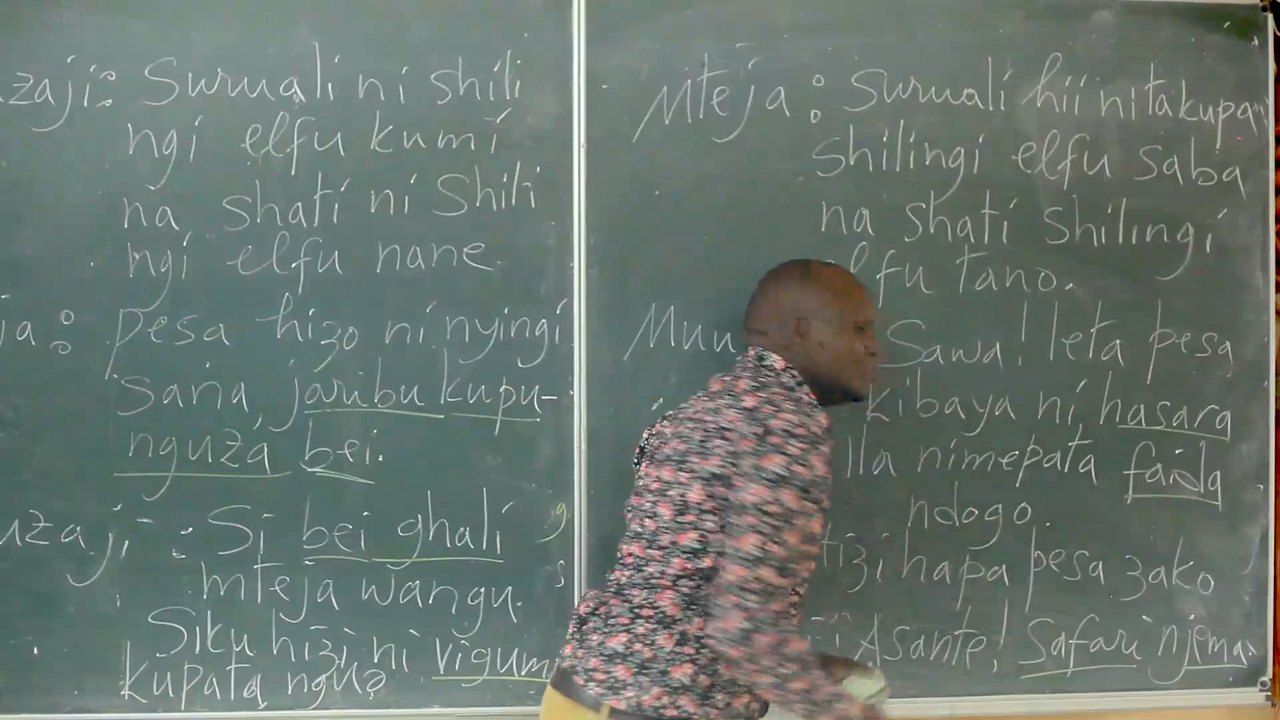 zaji: Suruali ni shili
ngi elfu kumi
na shati ni Shili
ngi elfu nane
ja: pesa hizo ni nyingi
sana, jaribu kupu-
nguza bei.
uzaji: Si bei ghali
mteja wangu.
Siku hizi ni vigum
kupata nguo
Mteja: Suruali hii nitakupa
shilingi elfu saba
na shati Shilingi
lfu tano.
Muu Sawa! leta pesa
kibaya ni hasara
lla nimepata faida
ndogo.
tizi hapa pesa zako
Asante! Safari njema